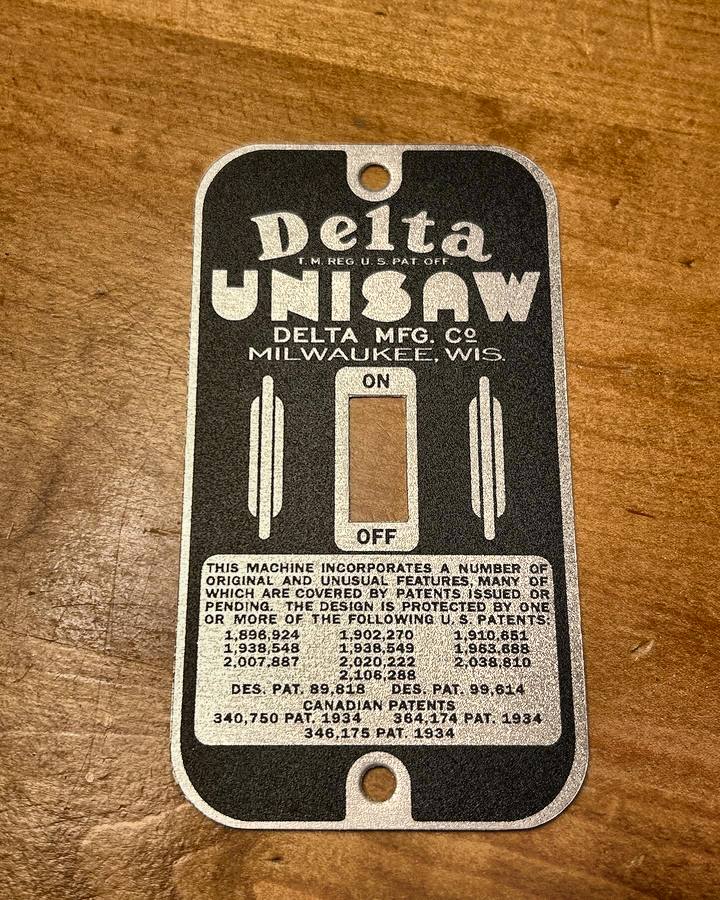 Delta
T. M. REG. U. S. PAT. OFF.
UNISAW
DELTA MFG. Cº
MILWAUKEE, WIS.
ON
OFF
THIS MACHINE INCORPORATES A NUMBER OF
ORIGINAL AND UNUSUAL FEATURES, MANY OF
WHICH ARE COVERED BY PATENTS ISSUED OR
PENDING. THE DESIGN IS PROTECTED BY ONE
OR MORE OF THE FOLLOWING U. S. PATENTS:
1,896,924 1,902,270 1,910,651
1,938,548 1,938,549 1,963,688
2,007,887 2,020,222 2,038,810
2,106,288
DES. PAT. 89,818 DES. PAT. 99,614
CANADIAN PATENTS
340,750 PAT. 1934 364,174 PAT. 1934
346,175 PAT. 1934